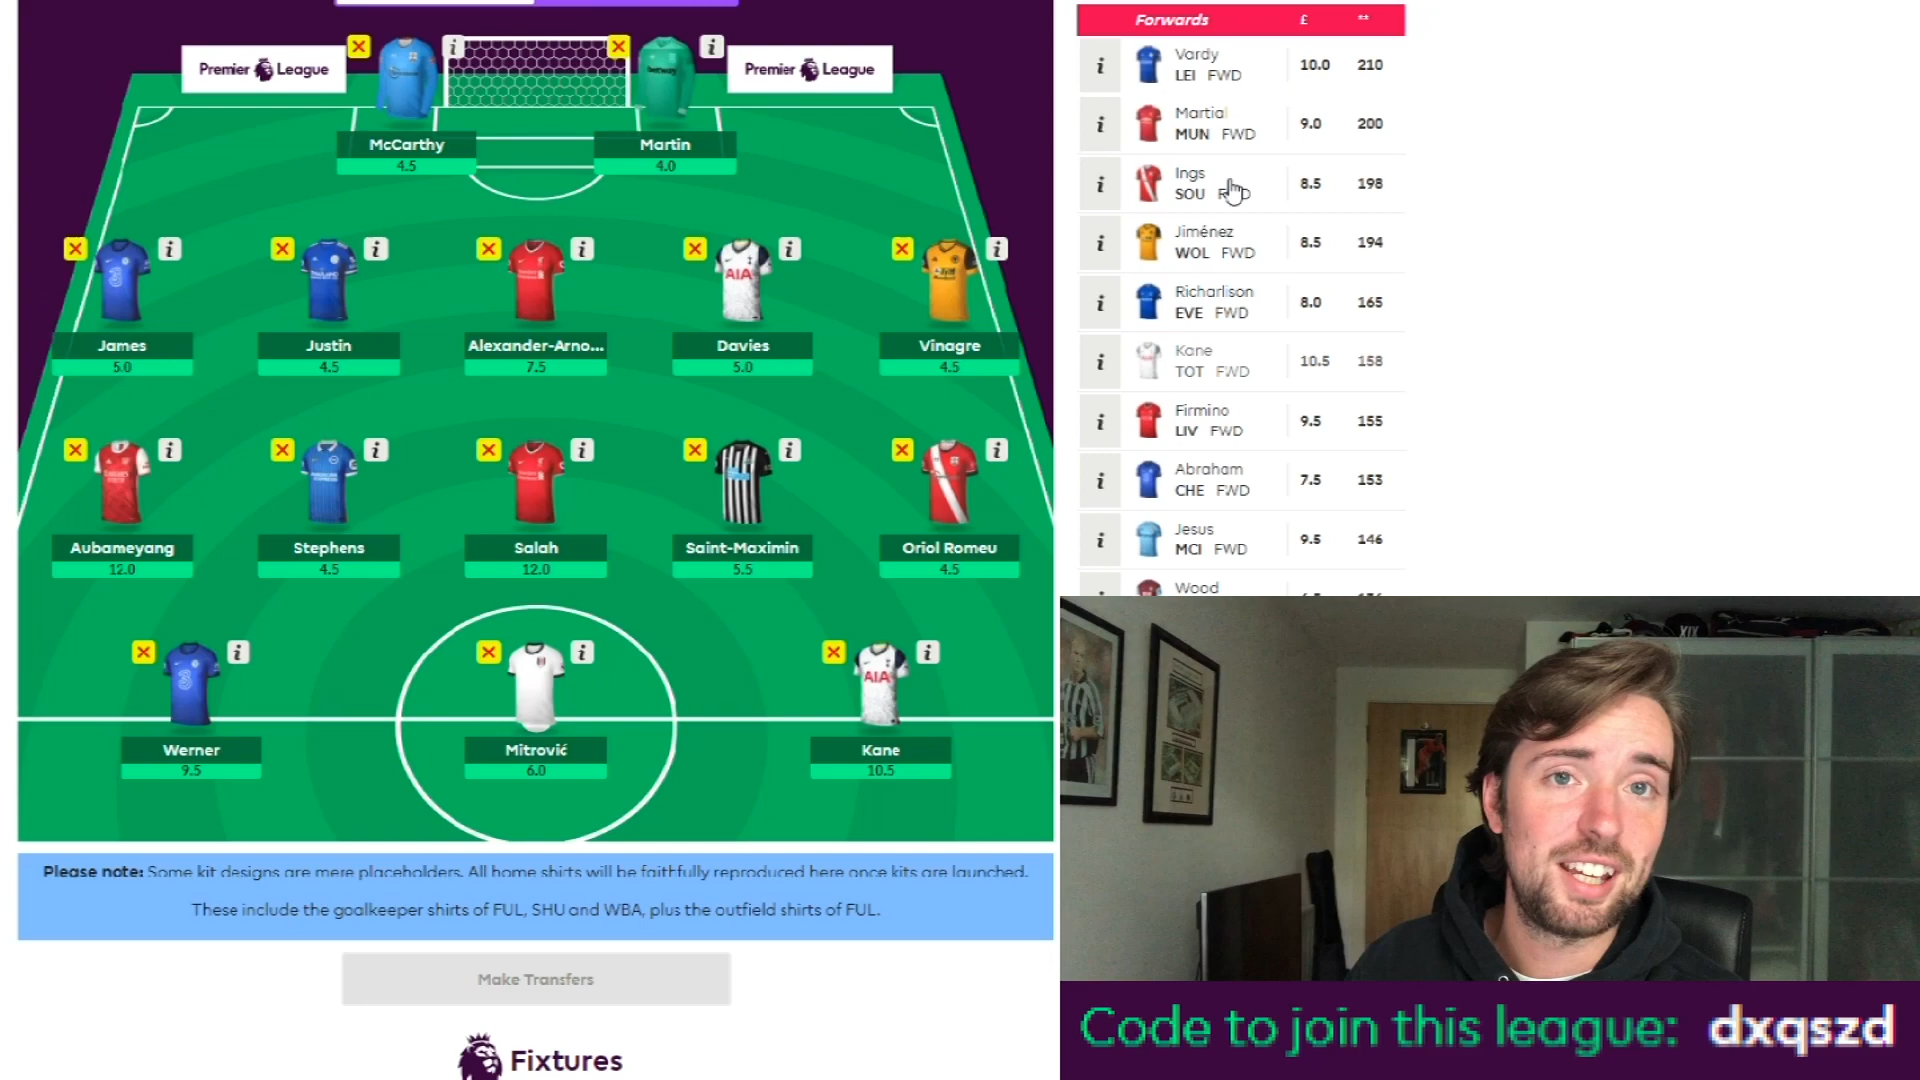 Premier League
Premier League
McCarthy
4.5
Martin
4.0
James
5.0
Justin
4.5
Alexander-Arno...
7.5
Davies
5.0
Vinagre
4.5
Aubameyang
12.0
Stephens
4.5
Salah
12.0
Saint-Maximin
5.5
Oriol Romeu
4.5
Werner
9.5
Mitrović
6.0
Kane
10.5
Please note: Some kit designs are mere placeholders. All home shirts will be faithfully reproduced here once kits are launched.
These include the goalkeeper shirts of FUL, SHU and WBA, plus the outfield shirts of FUL.
Make Transfers
Fixtures
Forwards £ **
Vardy
LEI FWD 10.0 210
Martial
MUN FWD 9.0 200
Ings
SOU 8.5 198
Jiménez
WOL FWD 8.5 194
Richarlison
EVE FWD 8.0 165
Kane
TOT FWD 10.5 158
Firmino
LIV FWD 9.5 155
Abraham
CHE FWD 7.5 153
Jesus
MCI FWD 9.5 146
Wood
AIA
AIA
XIX
Code to join this league: dxqszd